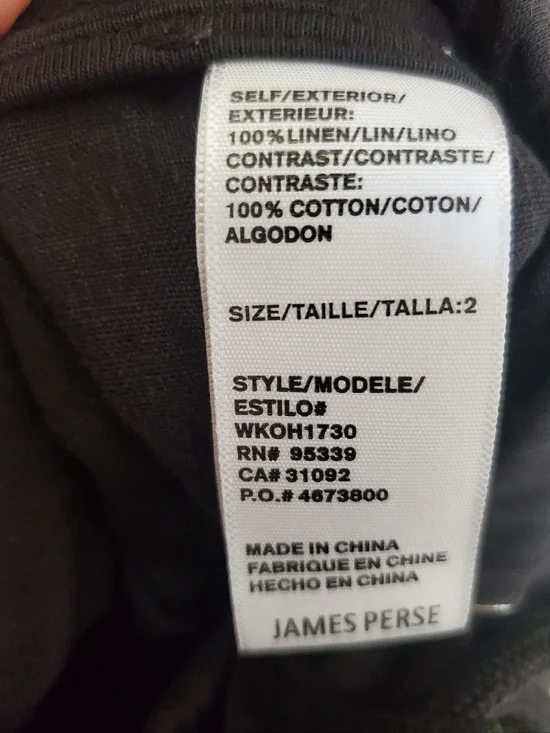 SELF/EXTERIOR/
EXTERIEUR:
100%LINEN/LIN/LINO
CONTRAST/CONTRASTE/
CONTRASTE:
100% COTTON/COTON/
ALGODON
SIZE/TAILLE/TALLA:2
STYLE/MODELE/
ESTILO#
WKOH1730
RN# 95339
CA# 31092
P.O.# 4673800
MADE IN CHINA
FABRIQUE EN CHINE
HECHO EN CHINA
JAMES PERSE